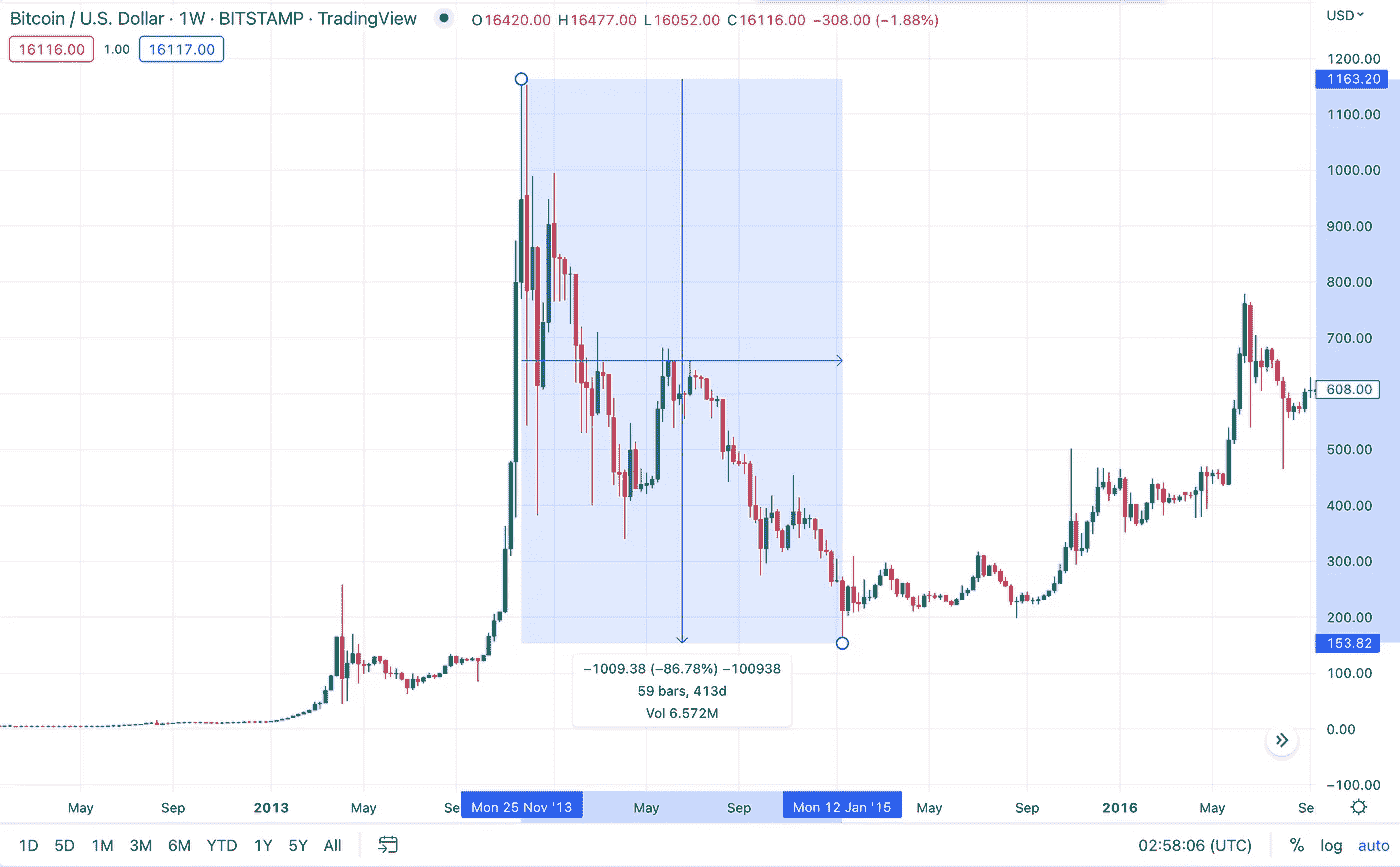 Bitcoin / U.S. Dollar · 1W · BITSTAMP · TradingView O16420.00 H16477.00 L16052.00 C16116.00 −308.00 (−1.88%)
USD
16116.00 1.00 16117.00
1200.00
1163.20
1100.00
1000.00
900.00
800.00
700.00
608.00
500.00
400.00
300.00
200.00
153.82
100.00
0.00
−100.00
−1009.38 (−86.78%) −100938
59 bars, 413d
Vol 6.572M
May Sep 2013 May Se Mon 25 Nov '13 May Sep Mon 12 Jan '15 May Sep 2016 May Se
1D 5D 1M 3M 6M YTD 1Y 5Y All 02:58:06 (UTC) % log auto